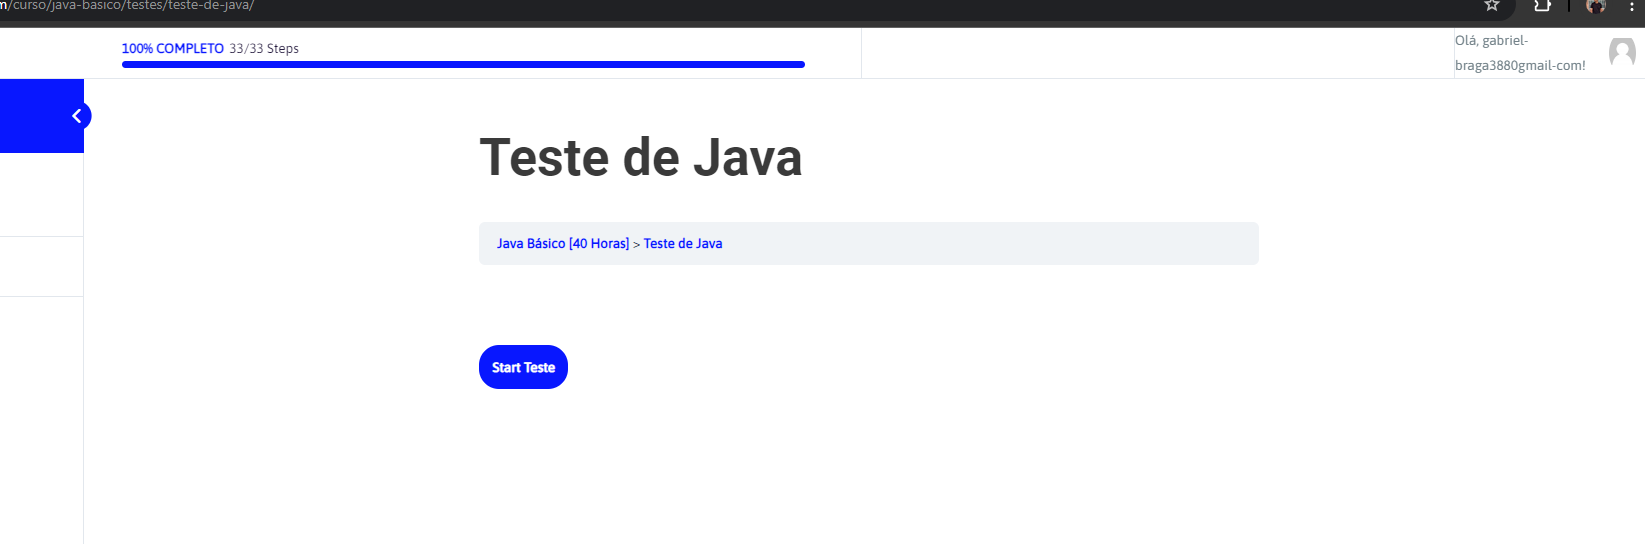 m/curso/java-basico/testes/teste-de-java/
100% COMPLETO 33/33 Steps
Olá, gabriel-
braga3880gmail-com!
Teste de Java
Java Básico [40 Horas] > Teste de Java
Start Teste